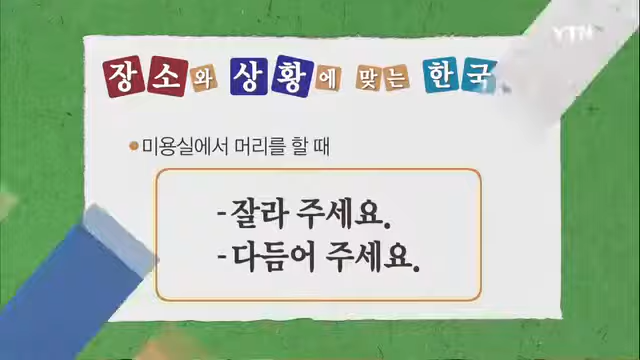 YTN
장소와 상황에 맞는 한국
• 미용실에서 머리를 할 때
- 잘라 주세요.
- 다듬어 주세요.